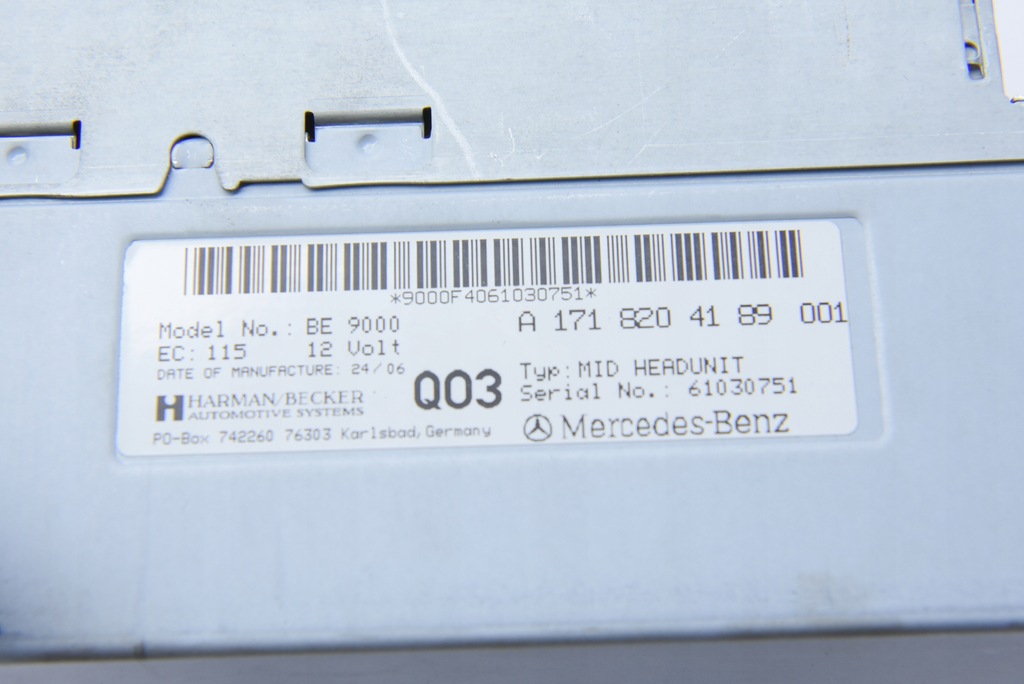 *9000F4061030751*
Model No.: BE 9000
A 171 820 41 89 001
EC: 115 12 Volt
DATE OF MANUFACTURE: 24/06
Q03
Typ: MID HEADUNIT
Serial No.: 61030751
HARMAN/BECKER
AUTOMOTIVE SYSTEMS
Mercedes-Benz
PO-Box 742260 76303 Karlsbad, Germany